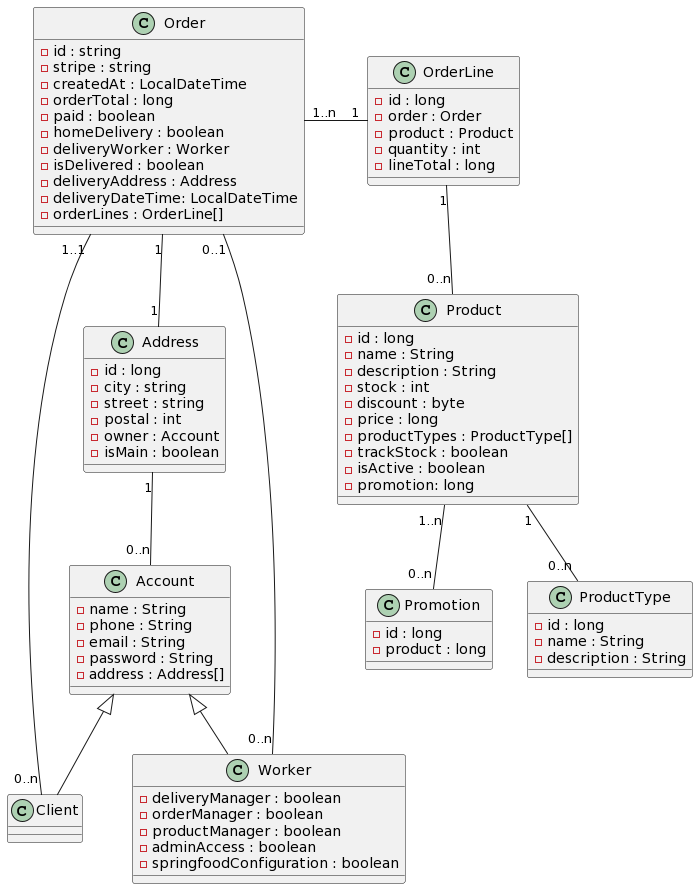 C Order
id : string
stripe : string
createdAt : LocalDateTime
orderTotal : long
paid : boolean
homeDelivery : boolean
deliveryWorker : Worker
isDelivered : boolean
deliveryAddress : Address
deliveryDateTime: LocalDateTime
orderLines : OrderLine[]
1..n 1
C OrderLine
id : long
order : Order
product : Product
quantity : int
lineTotal : long
1..1 1 0..1
1
0..n
1
C Address
id : long
city : string
street : string
postal : int
owner : Account
isMain : boolean
C Product
id : long
name : String
description : String
stock : int
discount : byte
price : long
productTypes : ProductType[]
trackStock : boolean
isActive : boolean
promotion: long
1
0..n
1..n 1
0..n 0..n
C Account
name : String
phone : String
email : String
password : String
address : Address[]
C Promotion
id : long
product : long
C ProductType
id : long
name : String
description : String
0..n
0..n
C Client
C Worker
deliveryManager : boolean
orderManager : boolean
productManager : boolean
adminAccess : boolean
springfoodConfiguration : boolean